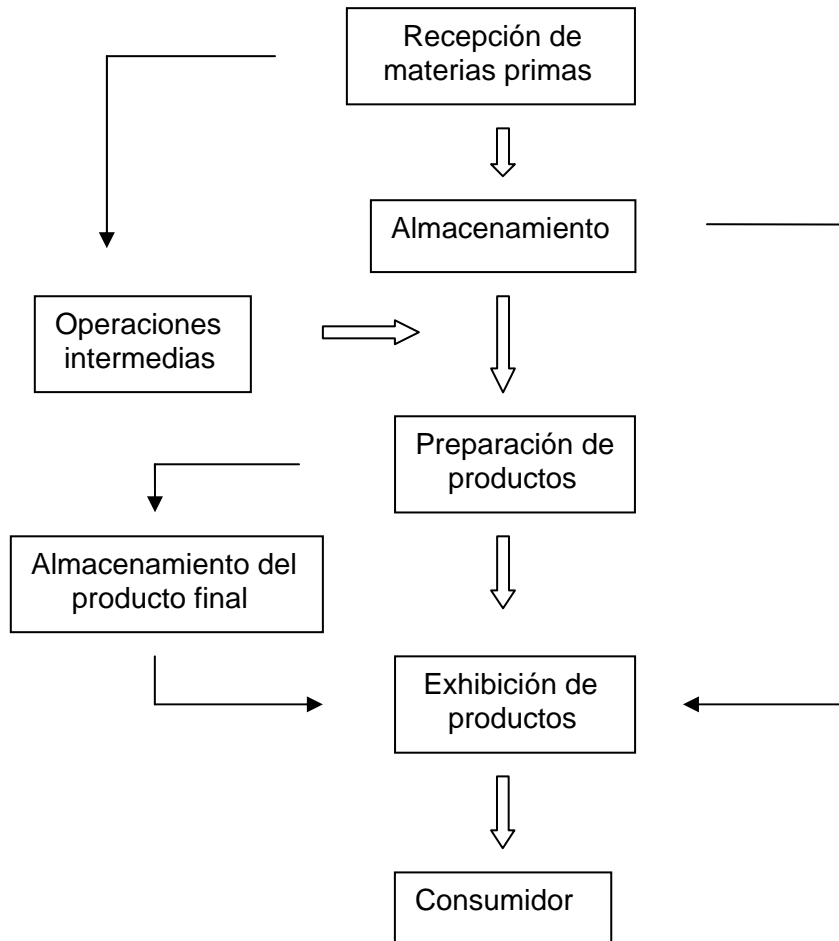 Recepción de
materias primas
Almacenamiento
Operaciones
intermedias
Preparación de
productos
Almacenamiento del
producto final
Exhibición de
productos
Consumidor